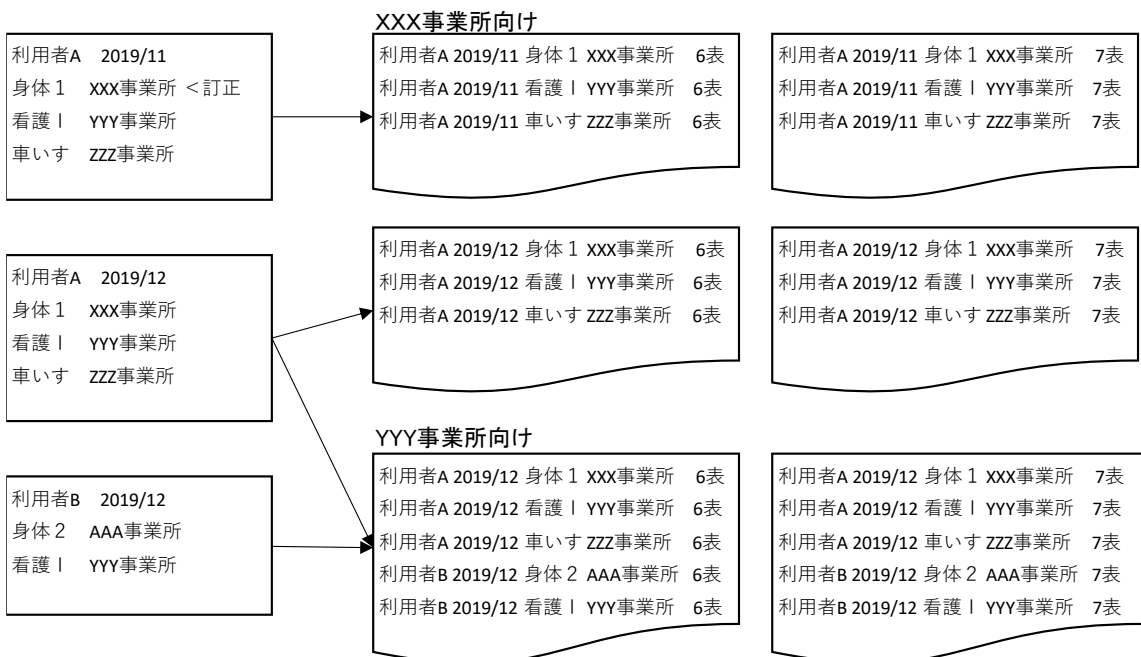 XXX事業所向け
利用者A 2019/11
身体１ XXX事業所 ＜訂正
看護Ⅰ YYY事業所
車いす ZZZ事業所
利用者A 2019/11 身体１ XXX事業所 6表
利用者A 2019/11 看護Ⅰ YYY事業所 6表
利用者A 2019/11 車いす ZZZ事業所 6表
利用者A 2019/11 身体１ XXX事業所 7表
利用者A 2019/11 看護Ⅰ YYY事業所 7表
利用者A 2019/11 車いす ZZZ事業所 7表
利用者A 2019/12
身体１ XXX事業所
看護Ⅰ YYY事業所
車いす ZZZ事業所
利用者A 2019/12 身体１ XXX事業所 6表
利用者A 2019/12 看護Ⅰ YYY事業所 6表
利用者A 2019/12 車いす ZZZ事業所 6表
利用者A 2019/12 身体１ XXX事業所 7表
利用者A 2019/12 看護Ⅰ YYY事業所 7表
利用者A 2019/12 車いす ZZZ事業所 7表
YYY事業所向け
利用者B 2019/12
身体２ AAA事業所
看護Ⅰ YYY事業所
利用者A 2019/12 身体１ XXX事業所 6表
利用者A 2019/12 看護Ⅰ YYY事業所 6表
利用者A 2019/12 車いす ZZZ事業所 6表
利用者B 2019/12 身体２ AAA事業所 6表
利用者B 2019/12 看護Ⅰ YYY事業所 6表
利用者A 2019/12 身体１ XXX事業所 7表
利用者A 2019/12 看護Ⅰ YYY事業所 7表
利用者A 2019/12 車いす ZZZ事業所 7表
利用者B 2019/12 身体２ AAA事業所 7表
利用者B 2019/12 看護Ⅰ YYY事業所 7表